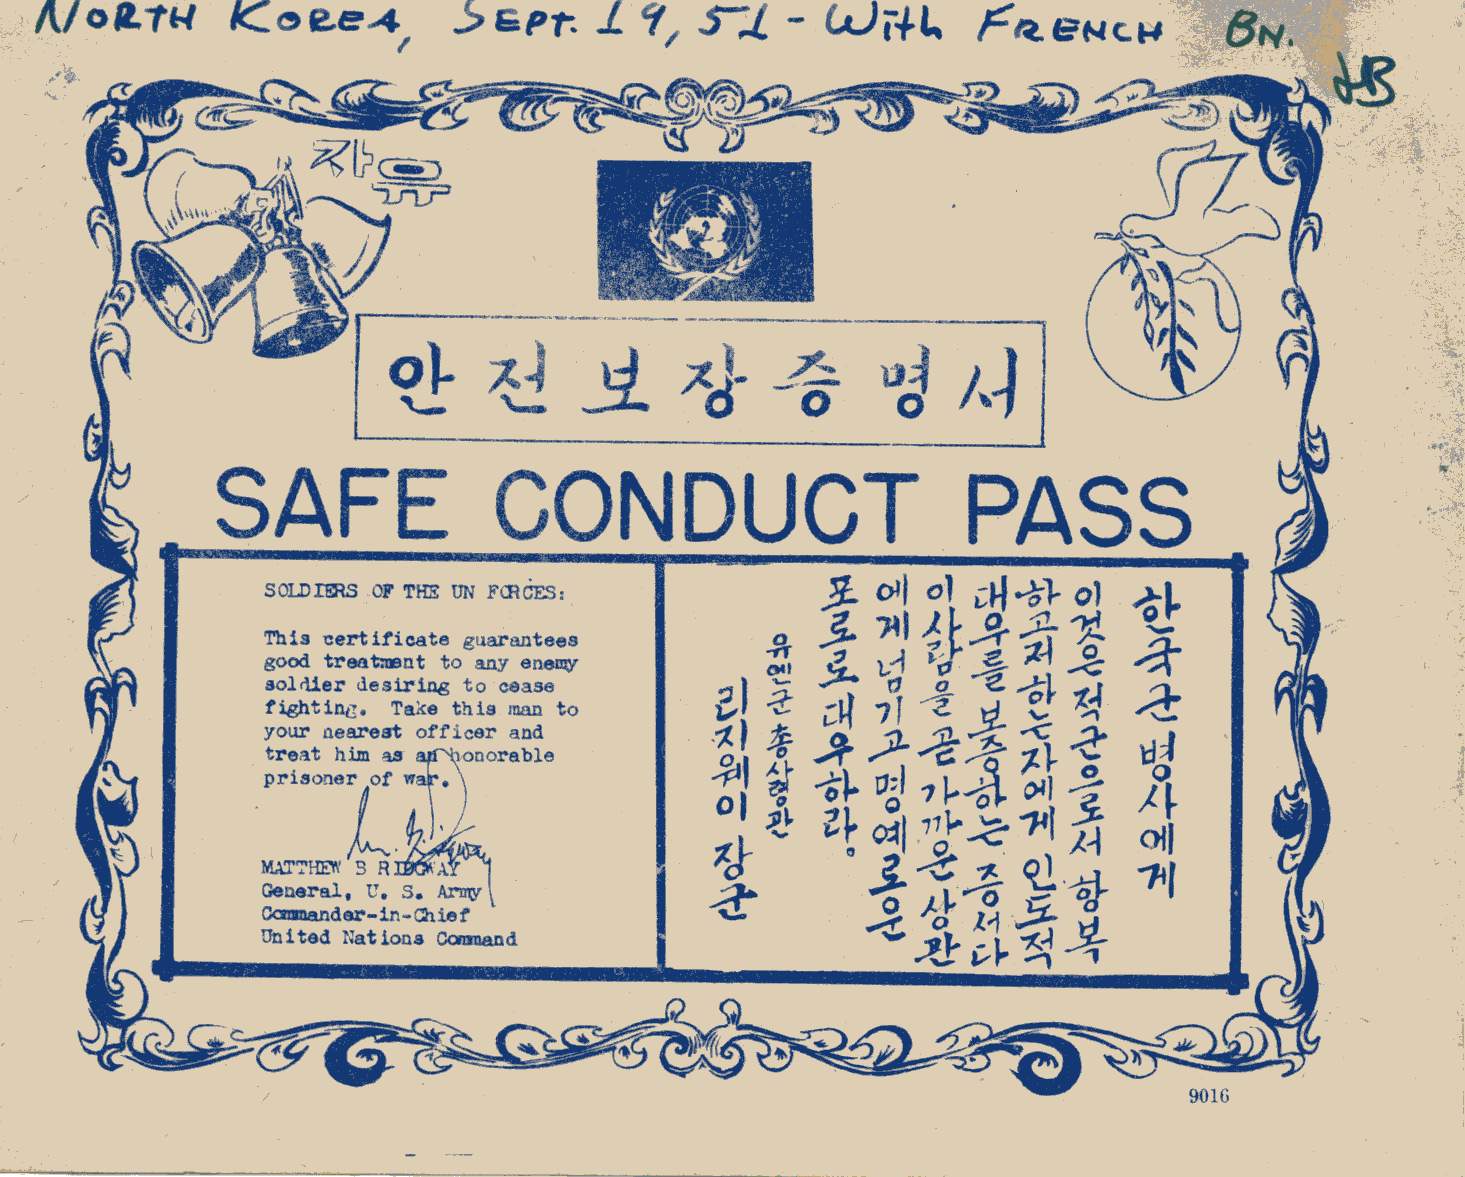 NORTH KOREA, SEPT. 19, 51 - With FRENCH BN.
JB
자유
안전보장증명서
SAFE CONDUCT PASS
SOLDIERS OF THE UN FORCES:
This certificate guarantees
good treatment to any enemy
soldier desiring to cease
fighting. Take this man to
your nearest officer and
treat him as an honorable
prisoner of war.
MATTHEW B RIDGWAY
General, U. S. Army
Commander-in-Chief
United Nations Command
한국군 병사에게
이것은 적군으로서 항복
하고저 하는 자에게 인도적
대우를 보증하는 증서다
이 사람을 곧 가까운 상관
에게 넘기고 명예로운
포로로 대우하라.
유엔군 총사령관
리지웨이 장군
9016